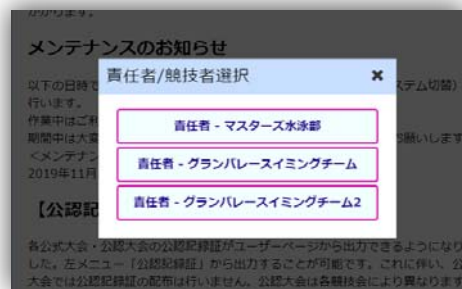 かかります。
メンテナンスのお知らせ
責任者/競技者選択
×
以下の日時で
ステム切替)
行います。
責任者 - マスターズ水泳部
作業中はご利
期間中は大変
お願いします
<メンテナン
責任者 - グランパレースイミングチーム
2019年11月
【公認記
責任者 - グランパレースイミングチーム2
各公式大会・公認大会の公認記録証がユーザーページから出力できるようになり
した。左メニュー「公認記録証」から出力することが可能です。これに伴い、公
大会では公認記録証の配布は行いません。公認大会は各競技会により異なります